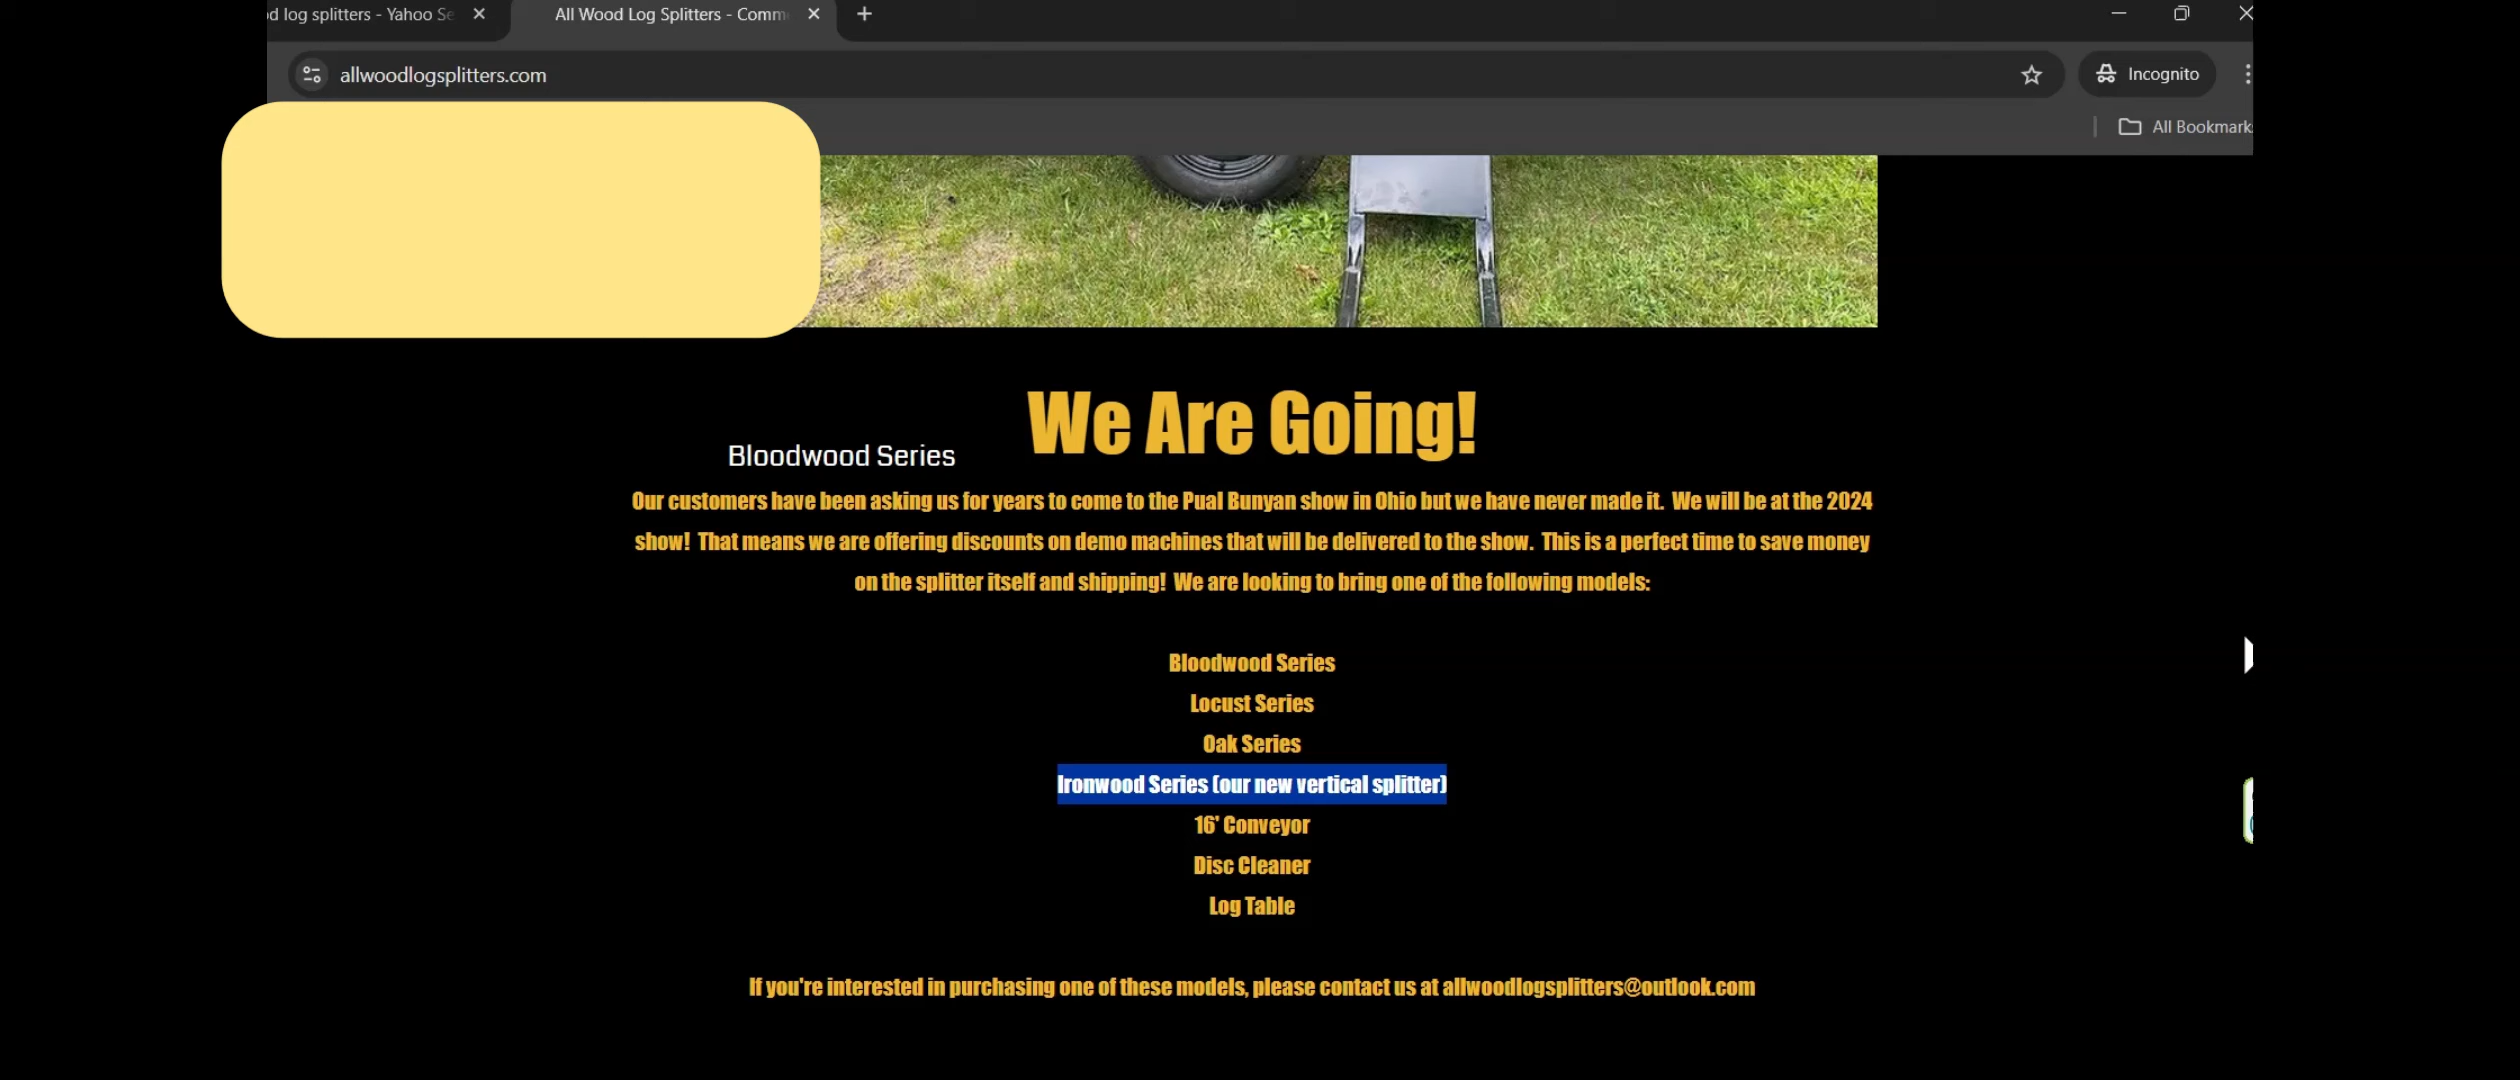 d log splitters - Yahoo Se
All Wood Log Splitters - Comm
allwoodlogsplitters.com
Incognito
All Bookmark
We Are Going!
Bloodwood Series
Our customers have been asking us for years to come to the Pual Bunyan show in Ohio but we have never made it. We will be at the 2024
show! That means we are offering discounts on demo machines that will be delivered to the show. This is a perfect time to save money
on the splitter itself and shipping! We are looking to bring one of the following models:
Bloodwood Series
Locust Series
Oak Series
Ironwood Series (our new vertical splitter)
16' Conveyor
Disc Cleaner
Log Table
If you're interested in purchasing one of these models, please contact us at allwoodlogsplitters@outlook.com